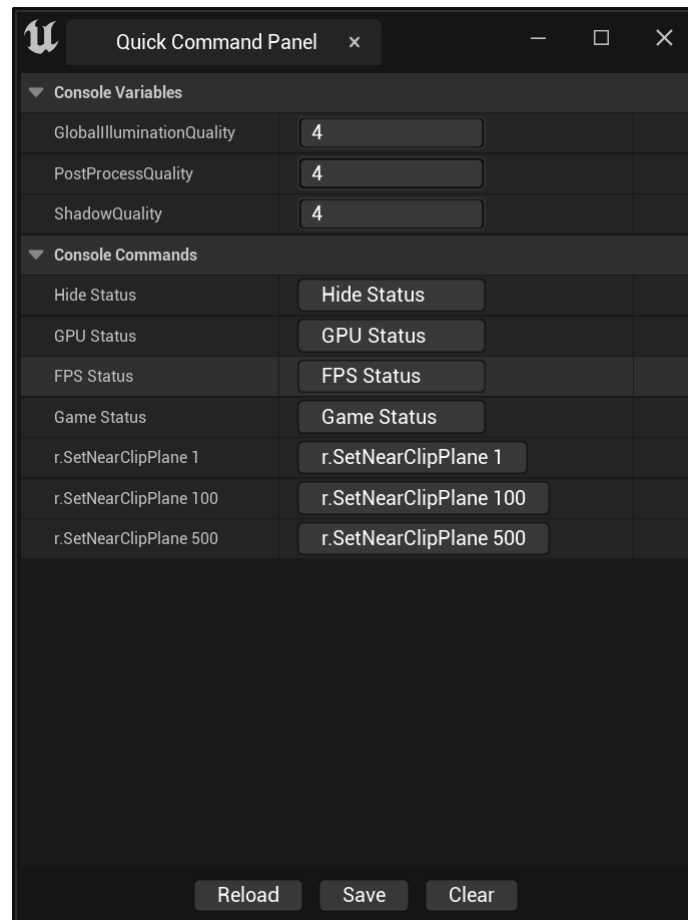 Quick Command Panel
Console Variables
GlobalIlluminationQuality 4
PostProcessQuality 4
ShadowQuality 4
Console Commands
Hide Status Hide Status
GPU Status GPU Status
FPS Status FPS Status
Game Status Game Status
r.SetNearClipPlane 1 r.SetNearClipPlane 1
r.SetNearClipPlane 100 r.SetNearClipPlane 100
r.SetNearClipPlane 500 r.SetNearClipPlane 500
Reload Save Clear